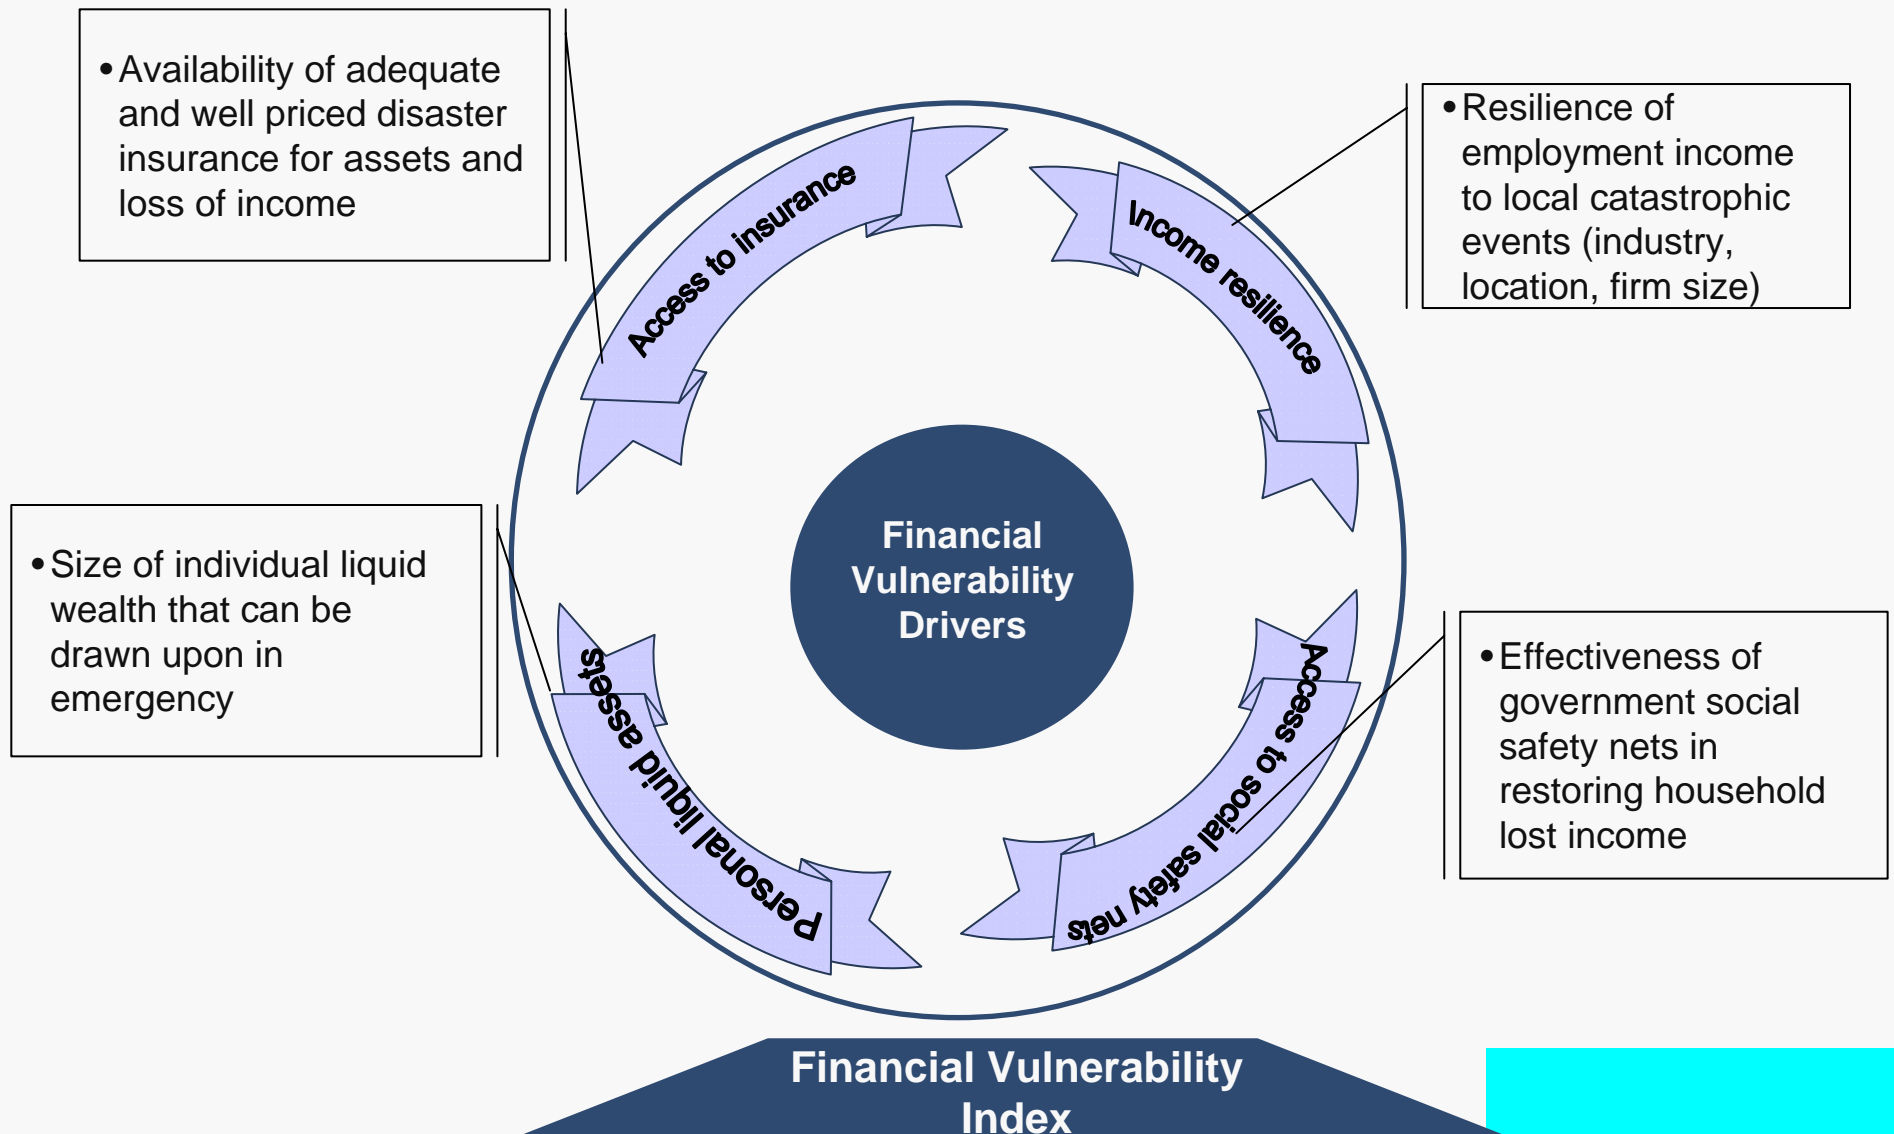 • Availability of adequate
and well priced disaster
insurance for assets and
loss of income
• Resilience of
employment income
to local catastrophic
events (industry,
location, firm size)
Access to insurance
Income resilience
Financial
Vulnerability
Drivers
• Size of individual liquid
wealth that can be
drawn upon in
emergency
Personal liquid assets
Access to social safety nets
• Effectiveness of
government social
safety nets in
restoring household
lost income
Financial Vulnerability
Index